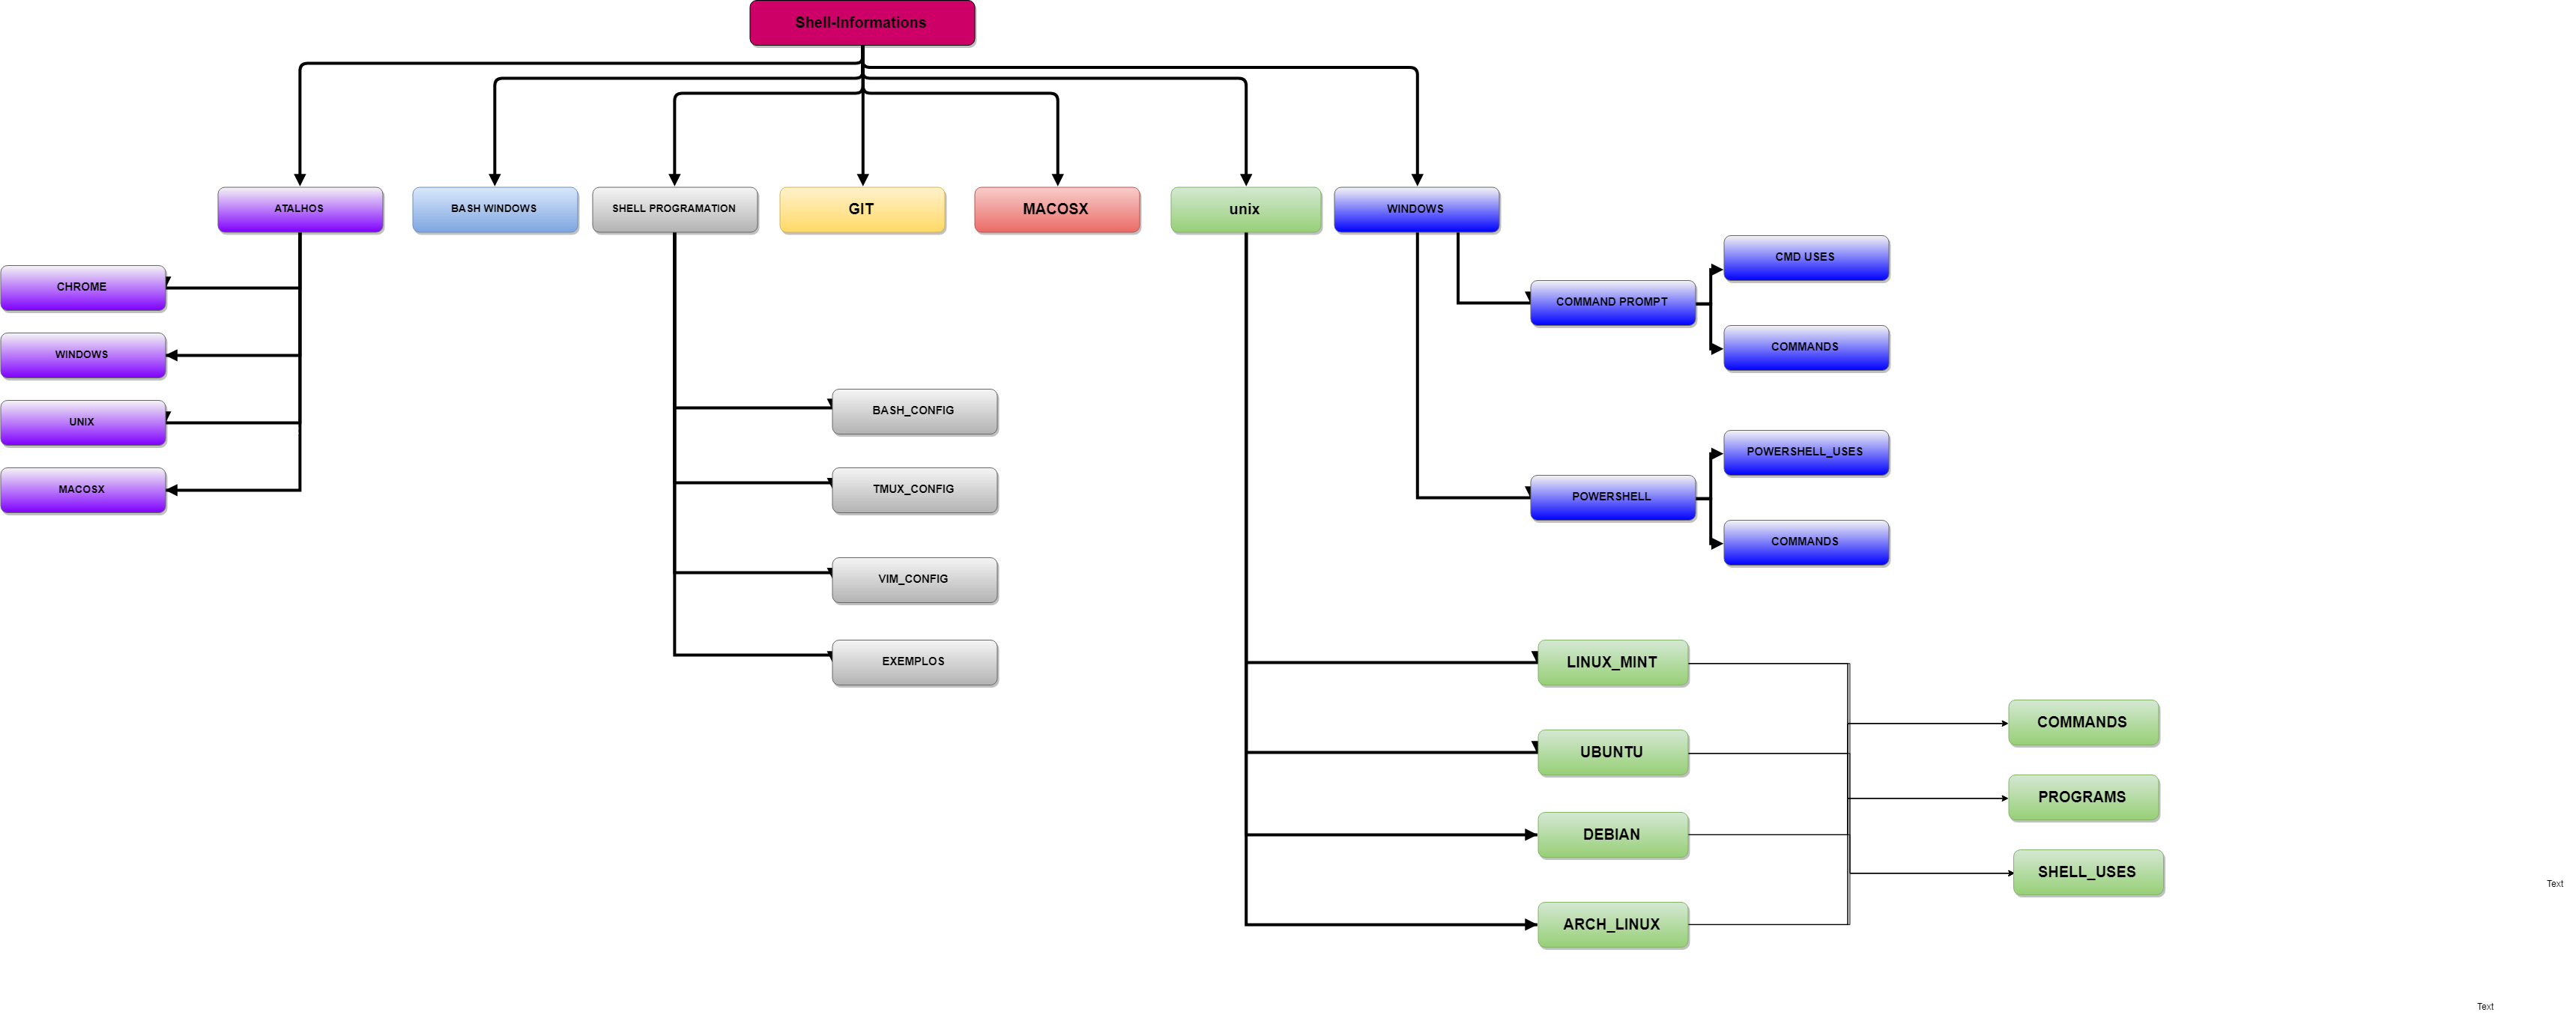 Shell-Informations
ATALHOS
BASH WINDOWS
SHELL PROGRAMATION
GIT
MACOSX
unix
WINDOWS
CHROME
WINDOWS
UNIX
MACOSX
BASH_CONFIG
TMUX_CONFIG
VIM_CONFIG
EXEMPLOS
COMMAND PROMPT
CMD USES
COMMANDS
POWERSHELL
POWERSHELL_USES
COMMANDS
LINUX_MINT
UBUNTU
DEBIAN
ARCH_LINUX
COMMANDS
PROGRAMS
SHELL_USES
Text
Text